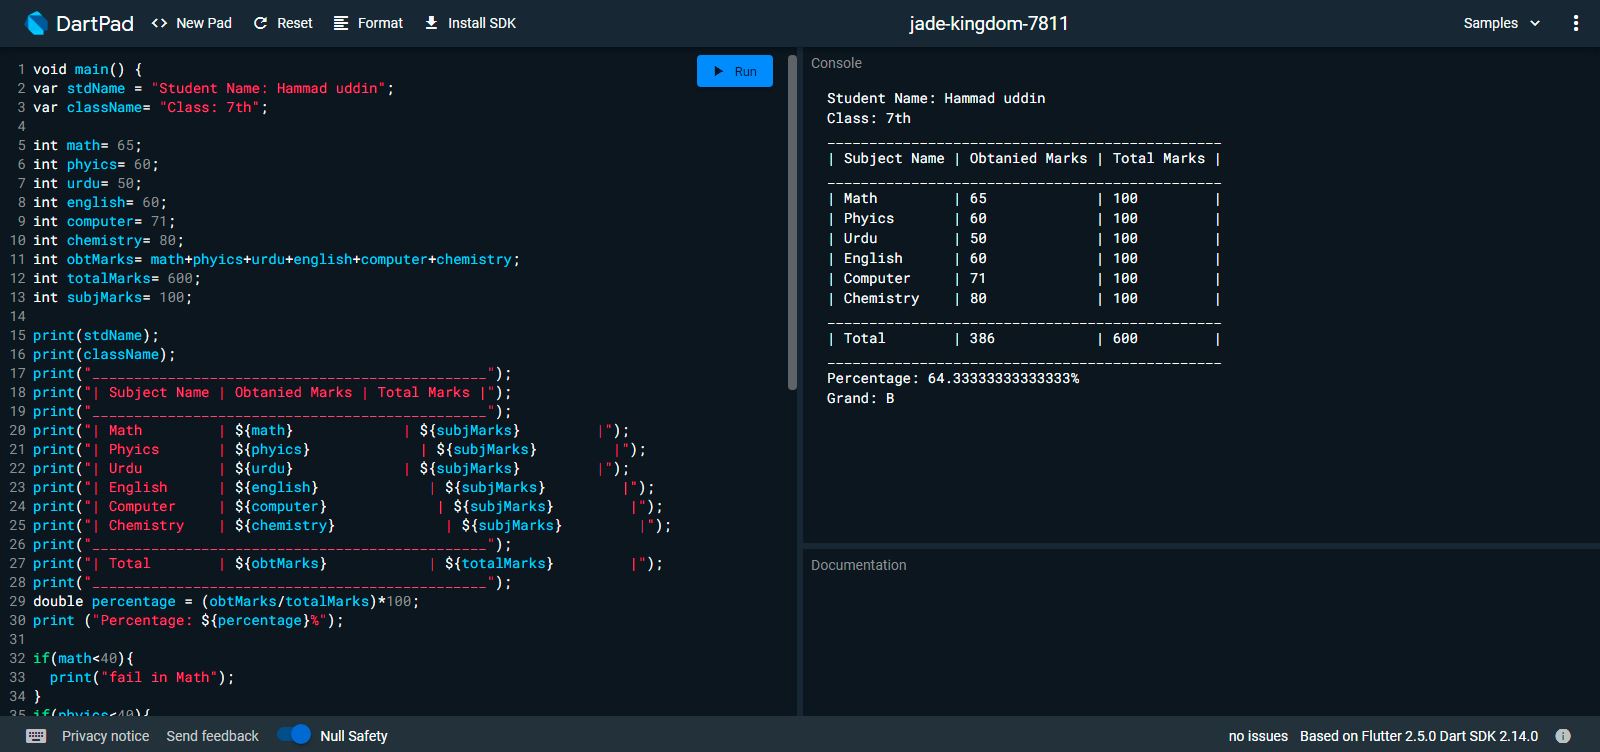 DartPad <> New Pad Reset Format Install SDK jade-kingdom-7811 Samples
1 void main() {
2 var stdName = "Student Name: Hammad uddin";
3 var className= "Class: 7th";
4
5 int math= 65;
6 int phyics= 60;
7 int urdu= 50;
8 int english= 60;
9 int computer= 71;
10 int chemistry= 80;
11 int obtMarks= math+phyics+urdu+english+computer+chemistry;
12 int totalMarks= 600;
13 int subjMarks= 100;
14
15 print(stdName);
16 print(className);
17 print("_______________________________________________");
18 print("| Subject Name | Obtanied Marks | Total Marks |");
19 print("_______________________________________________");
20 print("| Math         | ${math}             | ${subjMarks}         |");
21 print("| Phyics       | ${phyics}             | ${subjMarks}         |");
22 print("| Urdu         | ${urdu}             | ${subjMarks}         |");
23 print("| English      | ${english}             | ${subjMarks}         |");
24 print("| Computer     | ${computer}             | ${subjMarks}         |");
25 print("| Chemistry    | ${chemistry}             | ${subjMarks}         |");
26 print("_______________________________________________");
27 print("| Total        | ${obtMarks}            | ${totalMarks}         |");
28 print("_______________________________________________");
29 double percentage = (obtMarks/totalMarks)*100;
30 print ("Percentage: ${percentage}%");
31
32 if(math<40){
33   print("fail in Math");
34 }
35 if(phyics<40){
Run
Console
Student Name: Hammad uddin
Class: 7th
_______________________________________________
| Subject Name | Obtanied Marks | Total Marks |
_______________________________________________
| Math         | 65             | 100         |
| Phyics       | 60             | 100         |
| Urdu         | 50             | 100         |
| English      | 60             | 100         |
| Computer     | 71             | 100         |
| Chemistry    | 80             | 100         |
_______________________________________________
| Total        | 386            | 600         |
_______________________________________________
Percentage: 64.33333333333333%
Grand: B
Documentation
Privacy notice Send feedback Null Safety no issues Based on Flutter 2.5.0 Dart SDK 2.14.0